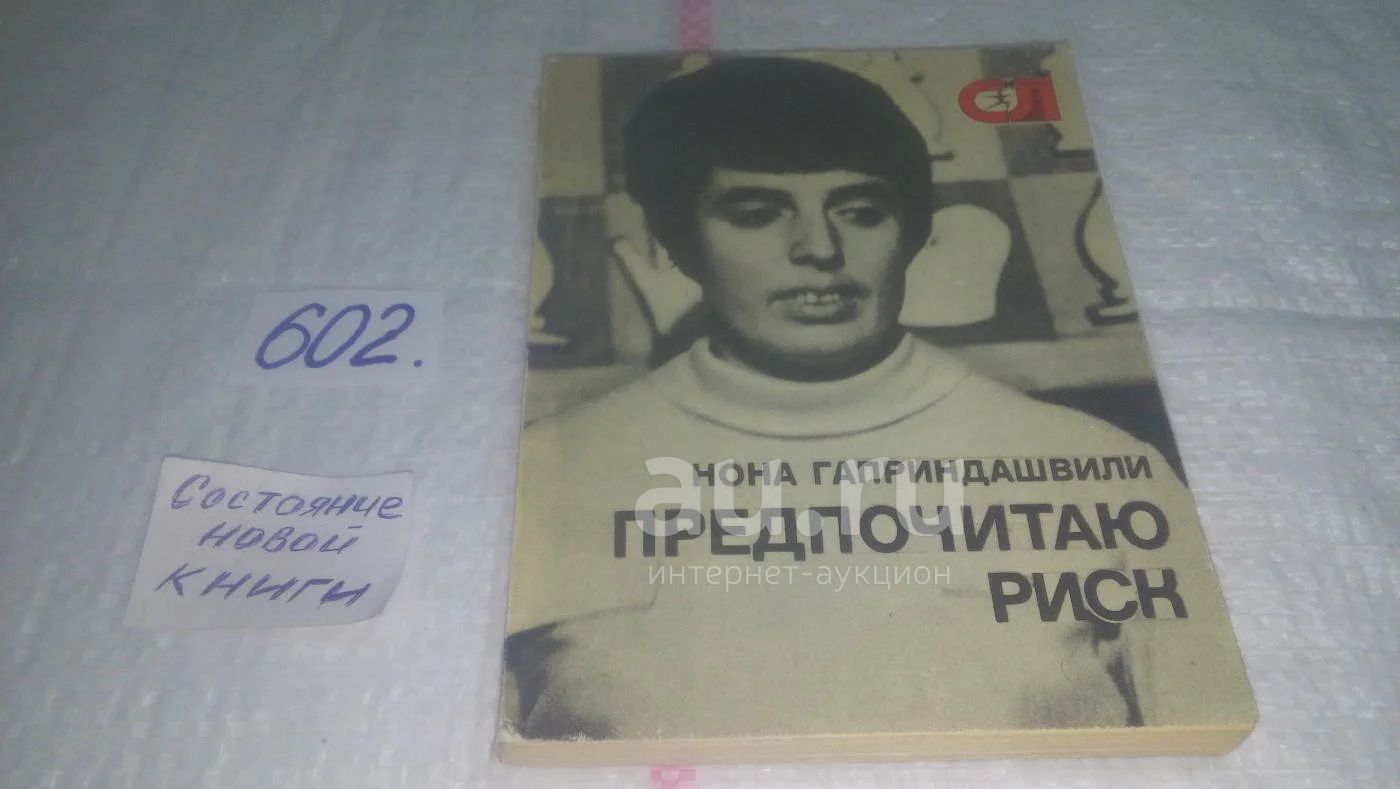 602.
Состояние
новой
книги
НОНА ГАПРИНДАШВИЛИ
ПРЕДПОЧИТАЮ
РИСК
au.ru
интернет-аукцион